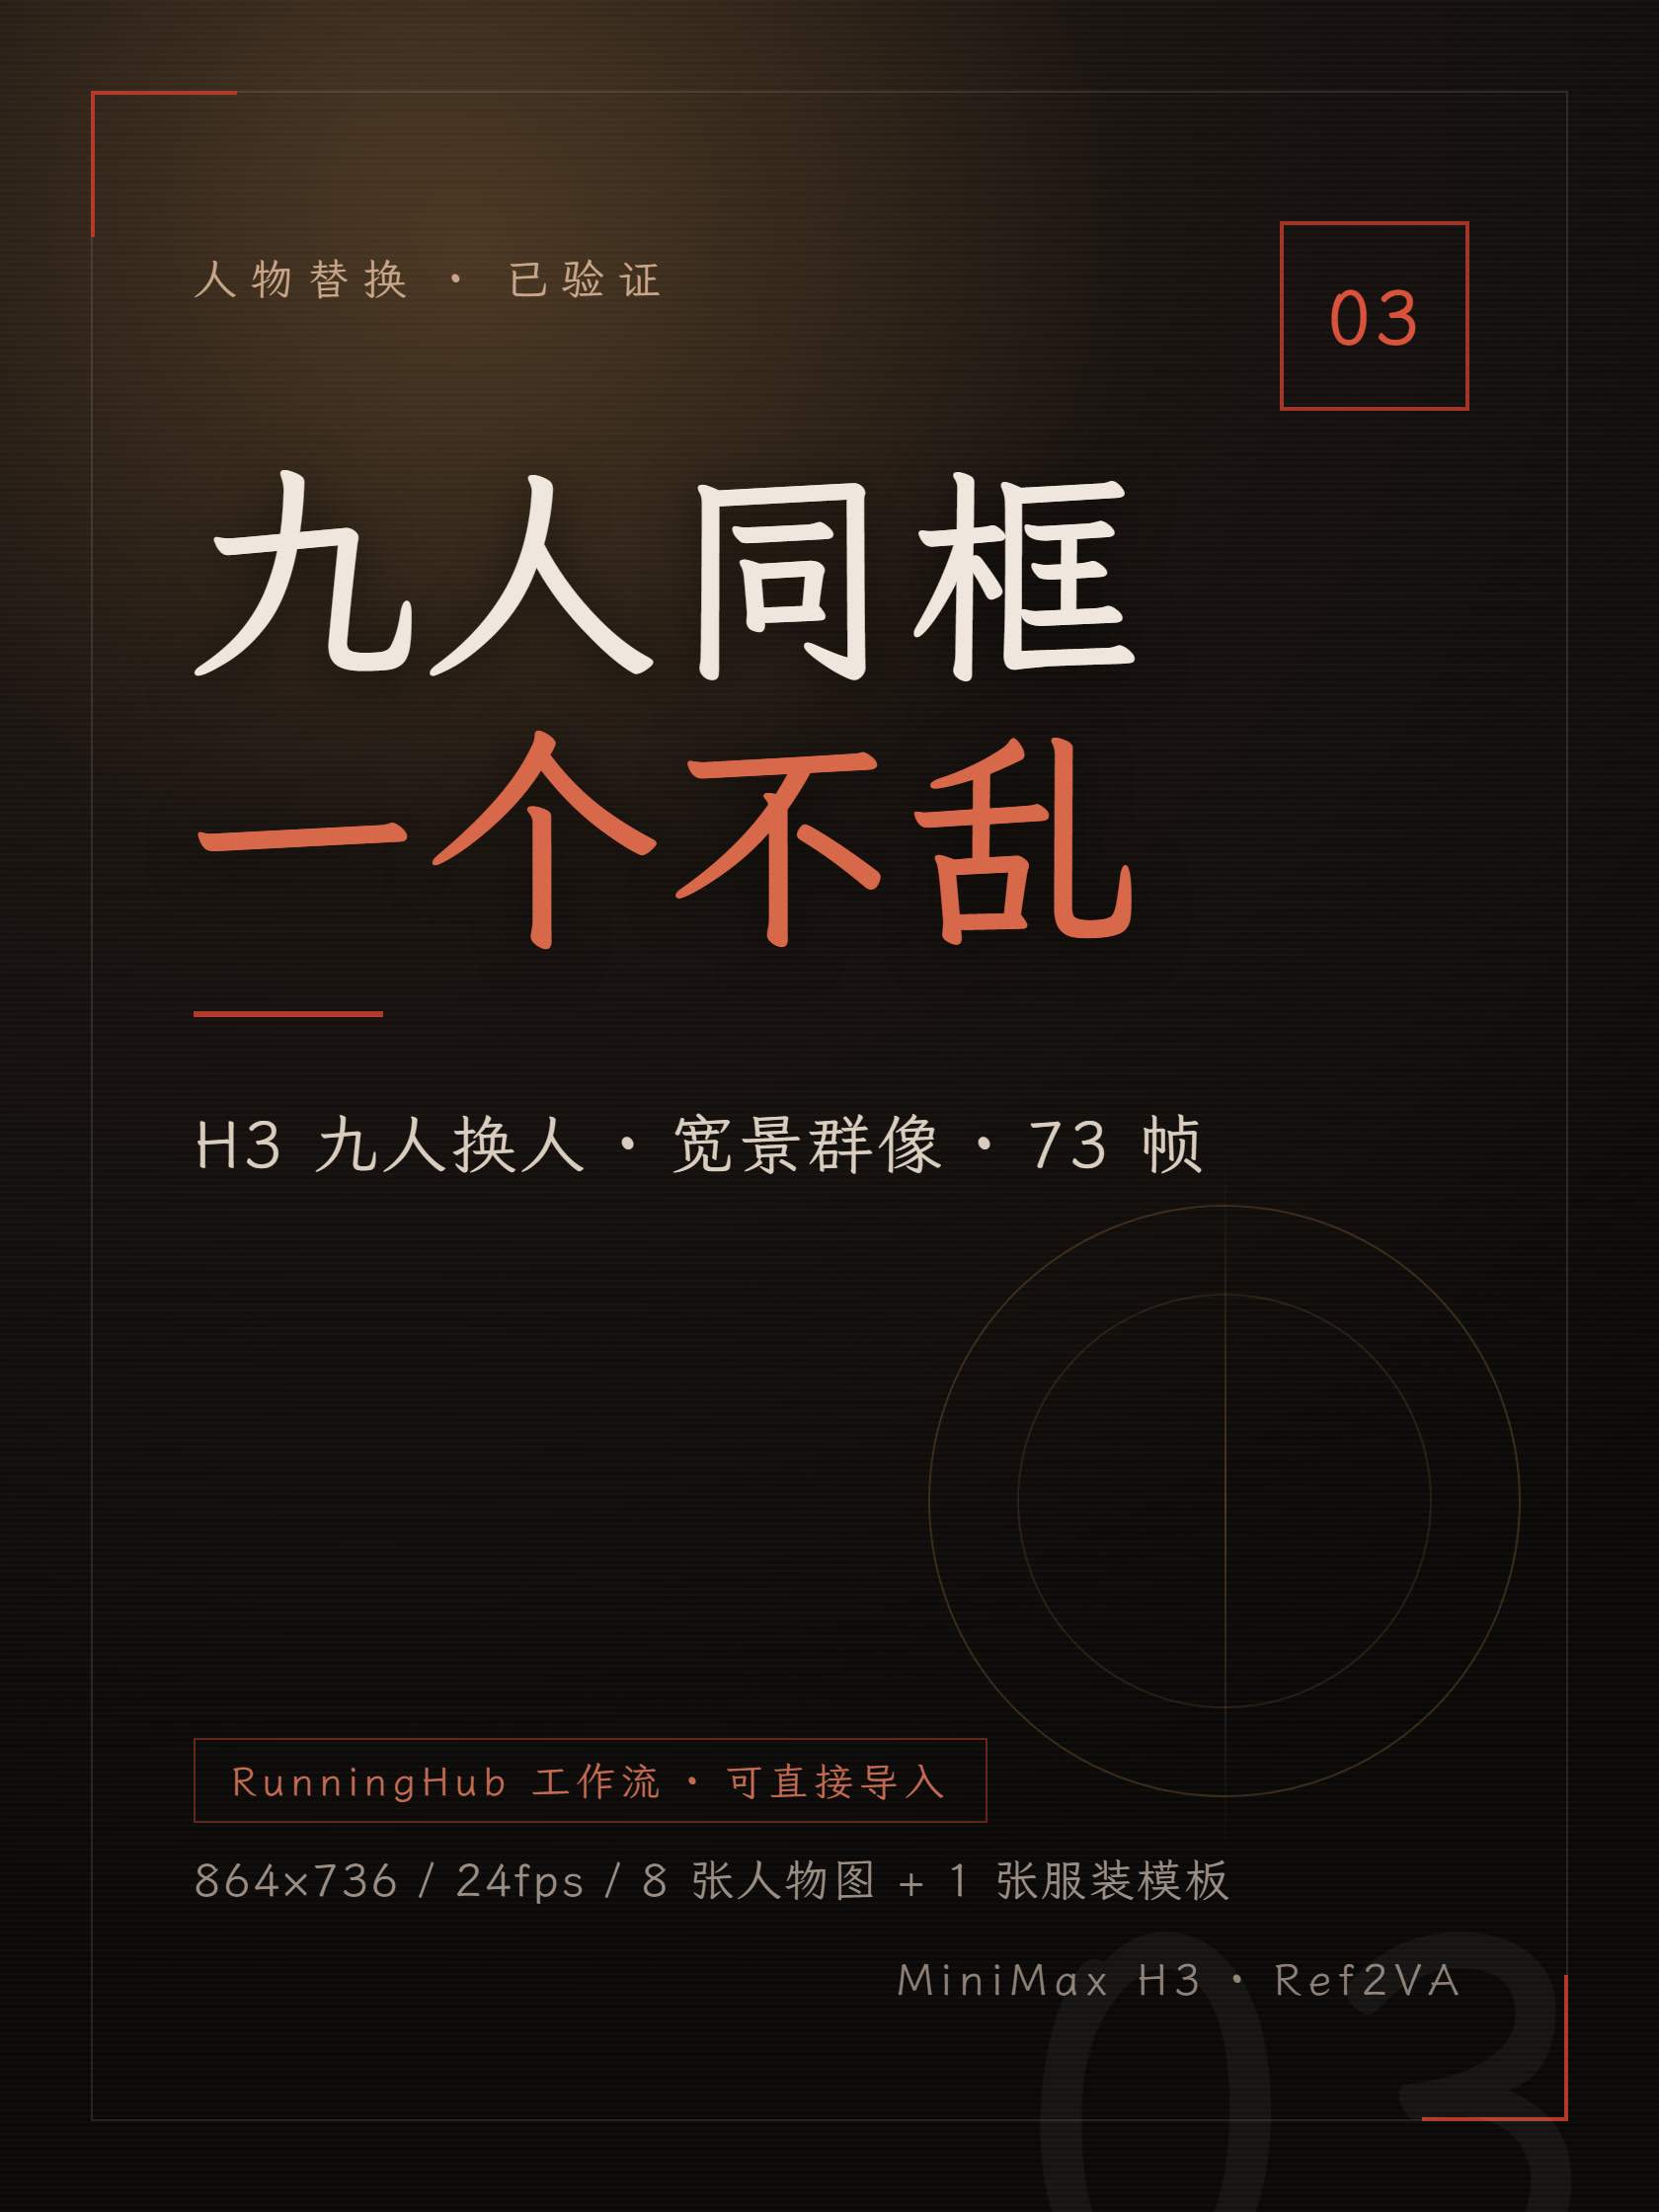 人物替换 · 已验证
03
九人同框
一个不乱
H3 九人换人 · 宽景群像 · 73 帧
RunningHub 工作流 · 可直接导入
864×736 / 24fps / 8 张人物图 + 1 张服装模板
MiniMax H3 · Ref2VA
03